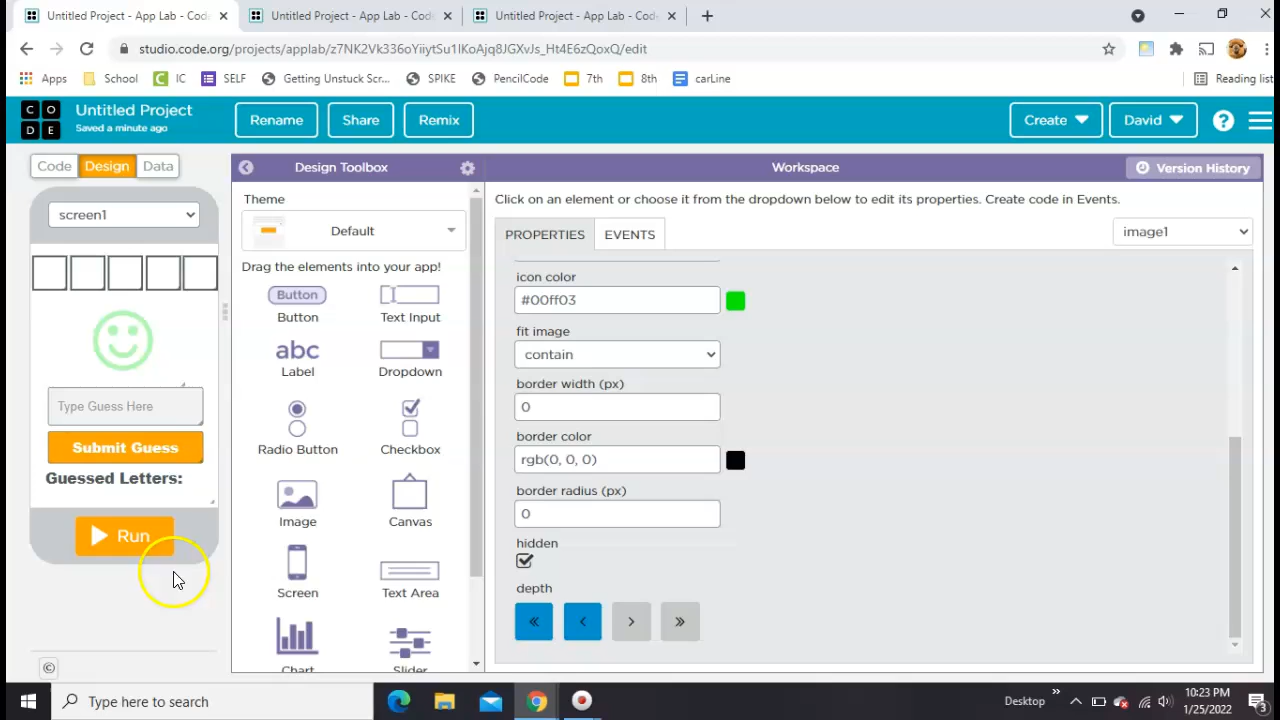 Untitled Project - App Lab - Code.
Untitled Project - App Lab - Code.
Untitled Project - App Lab - Code.
studio.code.org/projects/applab/z7NK2Vk336oYiiytSu1IKoAjq8JGXvJs_Ht4E6zQoxQ/edit
Apps School IC SELF Getting Unstuck Scr... SPIKE PencilCode 7th 8th carLine Reading list
C O
D E
Untitled Project
Saved a minute ago
Rename Share Remix Create David ?
Code Design Data Design Toolbox Workspace Version History
screen1
Theme
Default
Click on an element or choose it from the dropdown below to edit its properties. Create code in Events.
PROPERTIES EVENTS image1
Drag the elements into your app!
Button
Button Text Input
abc
Label Dropdown
Radio Button Checkbox
Image Canvas
Screen Text Area
Chart Slider
Type Guess Here
Submit Guess
Guessed Letters:
Run
©
icon color
#00ff03
fit image
contain
border width (px)
0
border color
rgb(0, 0, 0)
border radius (px)
0
hidden
depth
« < > »
Type here to search
Desktop »
10:23 PM
1/25/2022
3